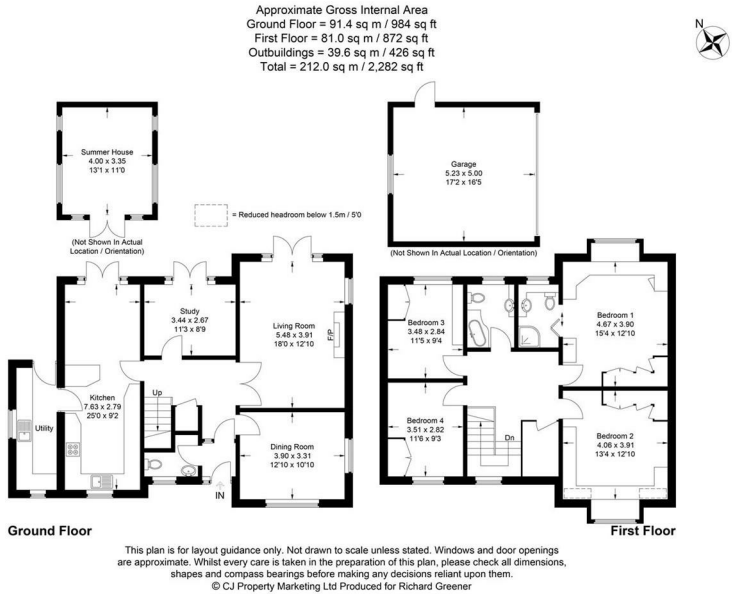 Approximate Gross Internal Area
Ground Floor = 91.4 sq m / 984 sq ft
First Floor = 81.0 sq m / 872 sq ft
Outbuildings = 39.6 sq m / 426 sq ft
Total = 212.0 sq m / 2,282 sq ft
N
Summer House
4.00 x 3.35
13'1 x 11'0
(Not Shown In Actual
Location / Orientation)
= Reduced headroom below 1.5m / 5'0
Garage
5.23 x 5.00
17'2 x 16'5
(Not Shown In Actual Location / Orientation)
Study
3.44 x 2.67
11'3 x 8'9
Living Room
5.48 x 3.91
18'0 x 12'10
F/P
Kitchen
7.63 x 2.79
25'0 x 9'2
Utility
Up
Dining Room
3.90 x 3.31
12'10 x 10'10
IN
Ground Floor
Bedroom 3
3.48 x 2.84
11'5 x 9'4
Bedroom 1
4.67 x 3.90
15'4 x 12'10
Bedroom 4
3.51 x 2.82
11'6 x 9'3
Dn
Bedroom 2
4.06 x 3.91
13'4 x 12'10
First Floor
This plan is for layout guidance only. Not drawn to scale unless stated. Windows and door openings
are approximate. Whilst every care is taken in the preparation of this plan, please check all dimensions,
shapes and compass bearings before making any decisions reliant upon them.
© CJ Property Marketing Ltd Produced for Richard Greener